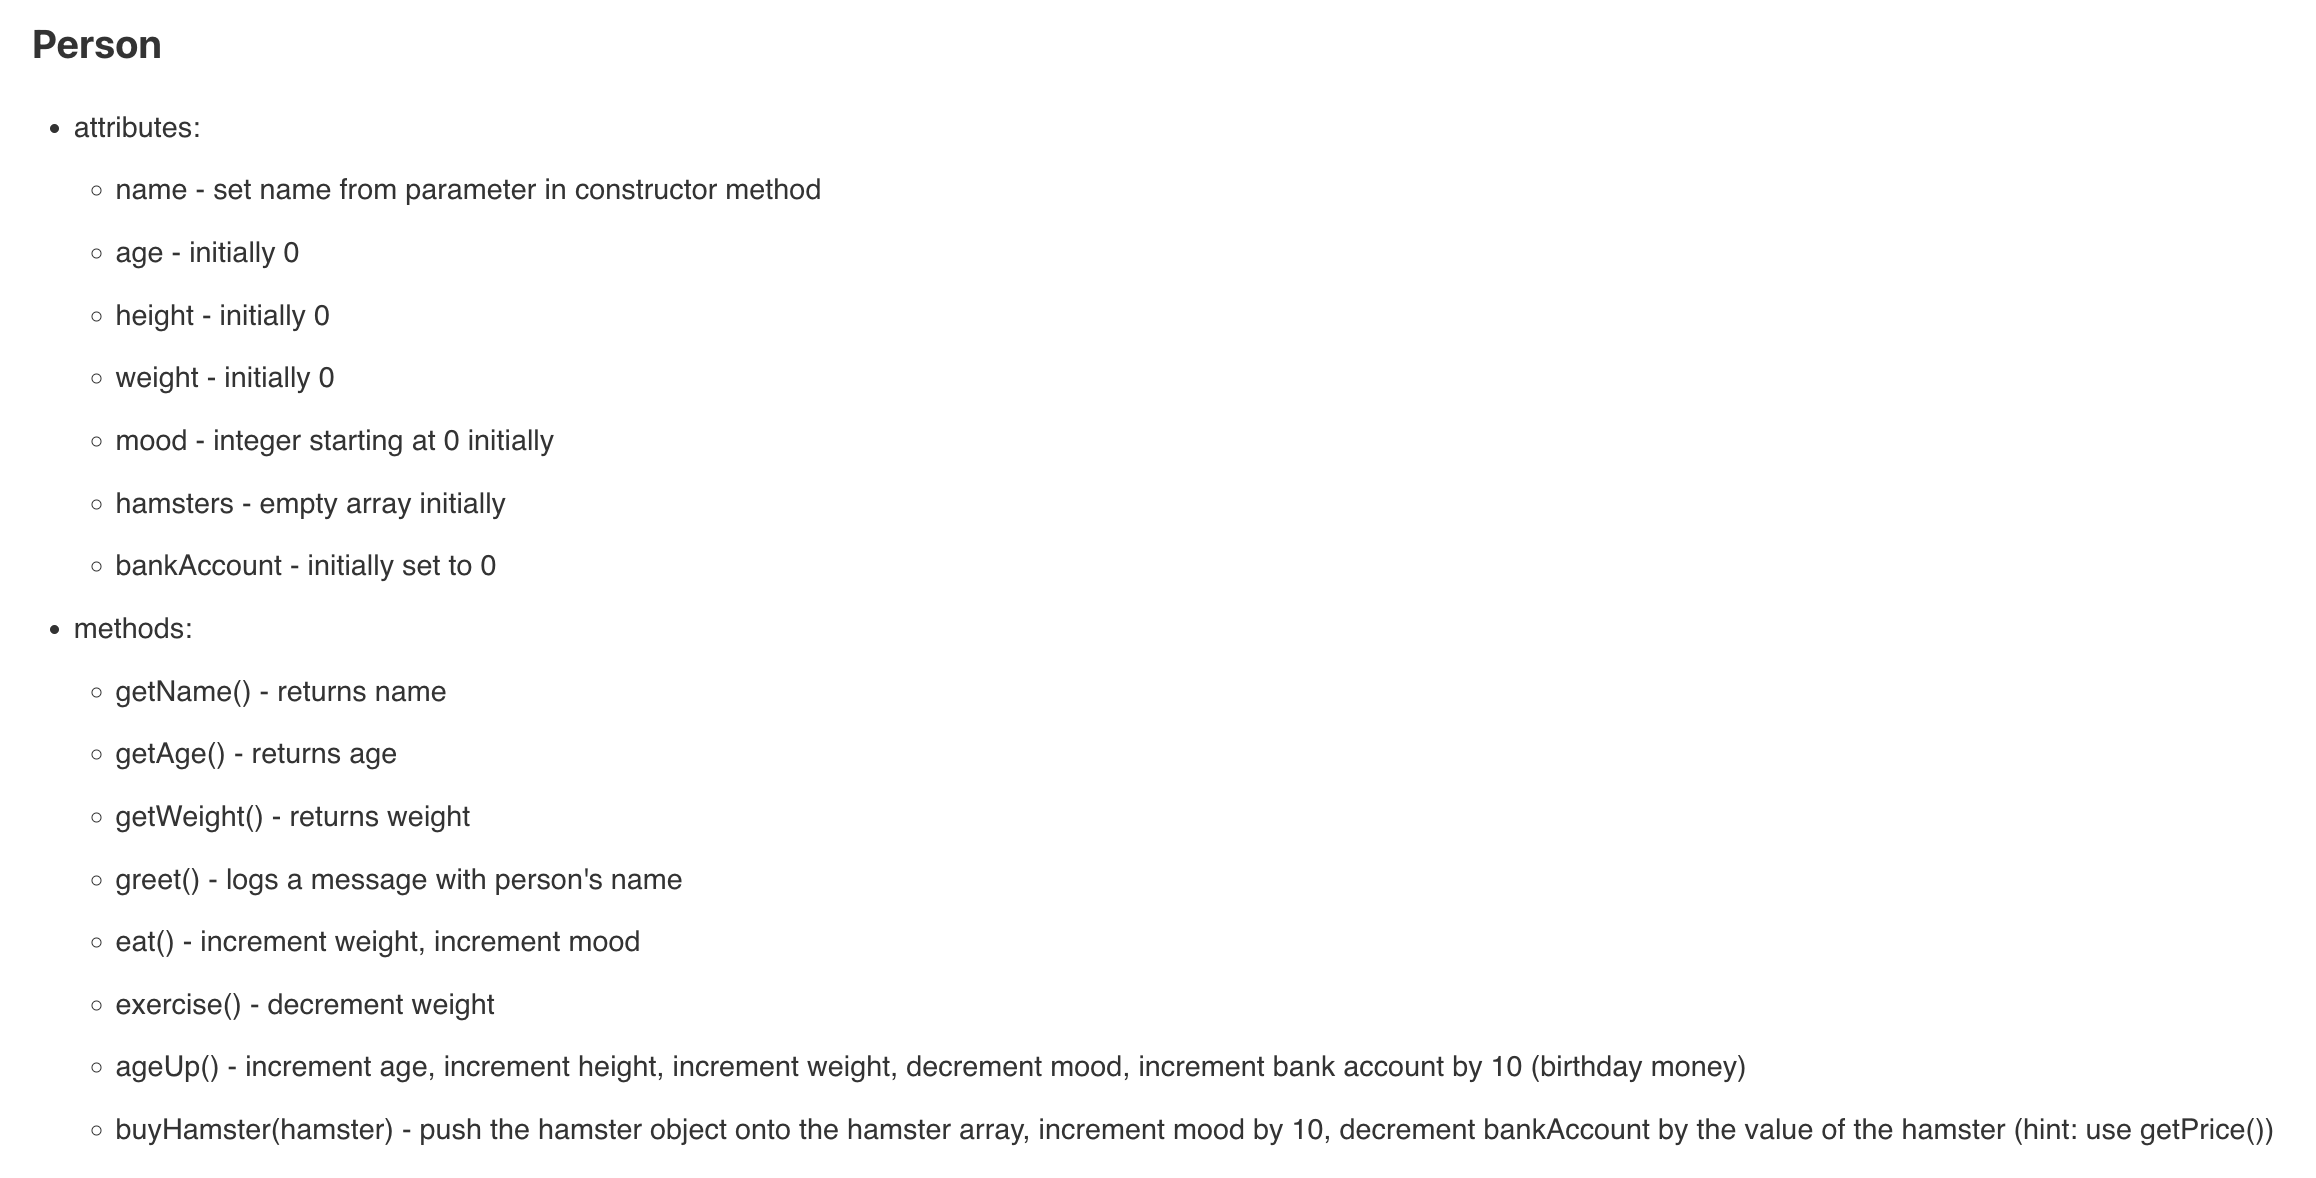 Person
• attributes:
◦ name - set name from parameter in constructor method
◦ age - initially 0
◦ height - initially 0
◦ weight - initially 0
◦ mood - integer starting at 0 initially
◦ hamsters - empty array initially
◦ bankAccount - initially set to 0
• methods:
◦ getName() - returns name
◦ getAge() - returns age
◦ getWeight() - returns weight
◦ greet() - logs a message with person's name
◦ eat() - increment weight, increment mood
◦ exercise() - decrement weight
◦ ageUp() - increment age, increment height, increment weight, decrement mood, increment bank account by 10 (birthday money)
◦ buyHamster(hamster) - push the hamster object onto the hamster array, increment mood by 10, decrement bankAccount by the value of the hamster (hint: use getPrice())